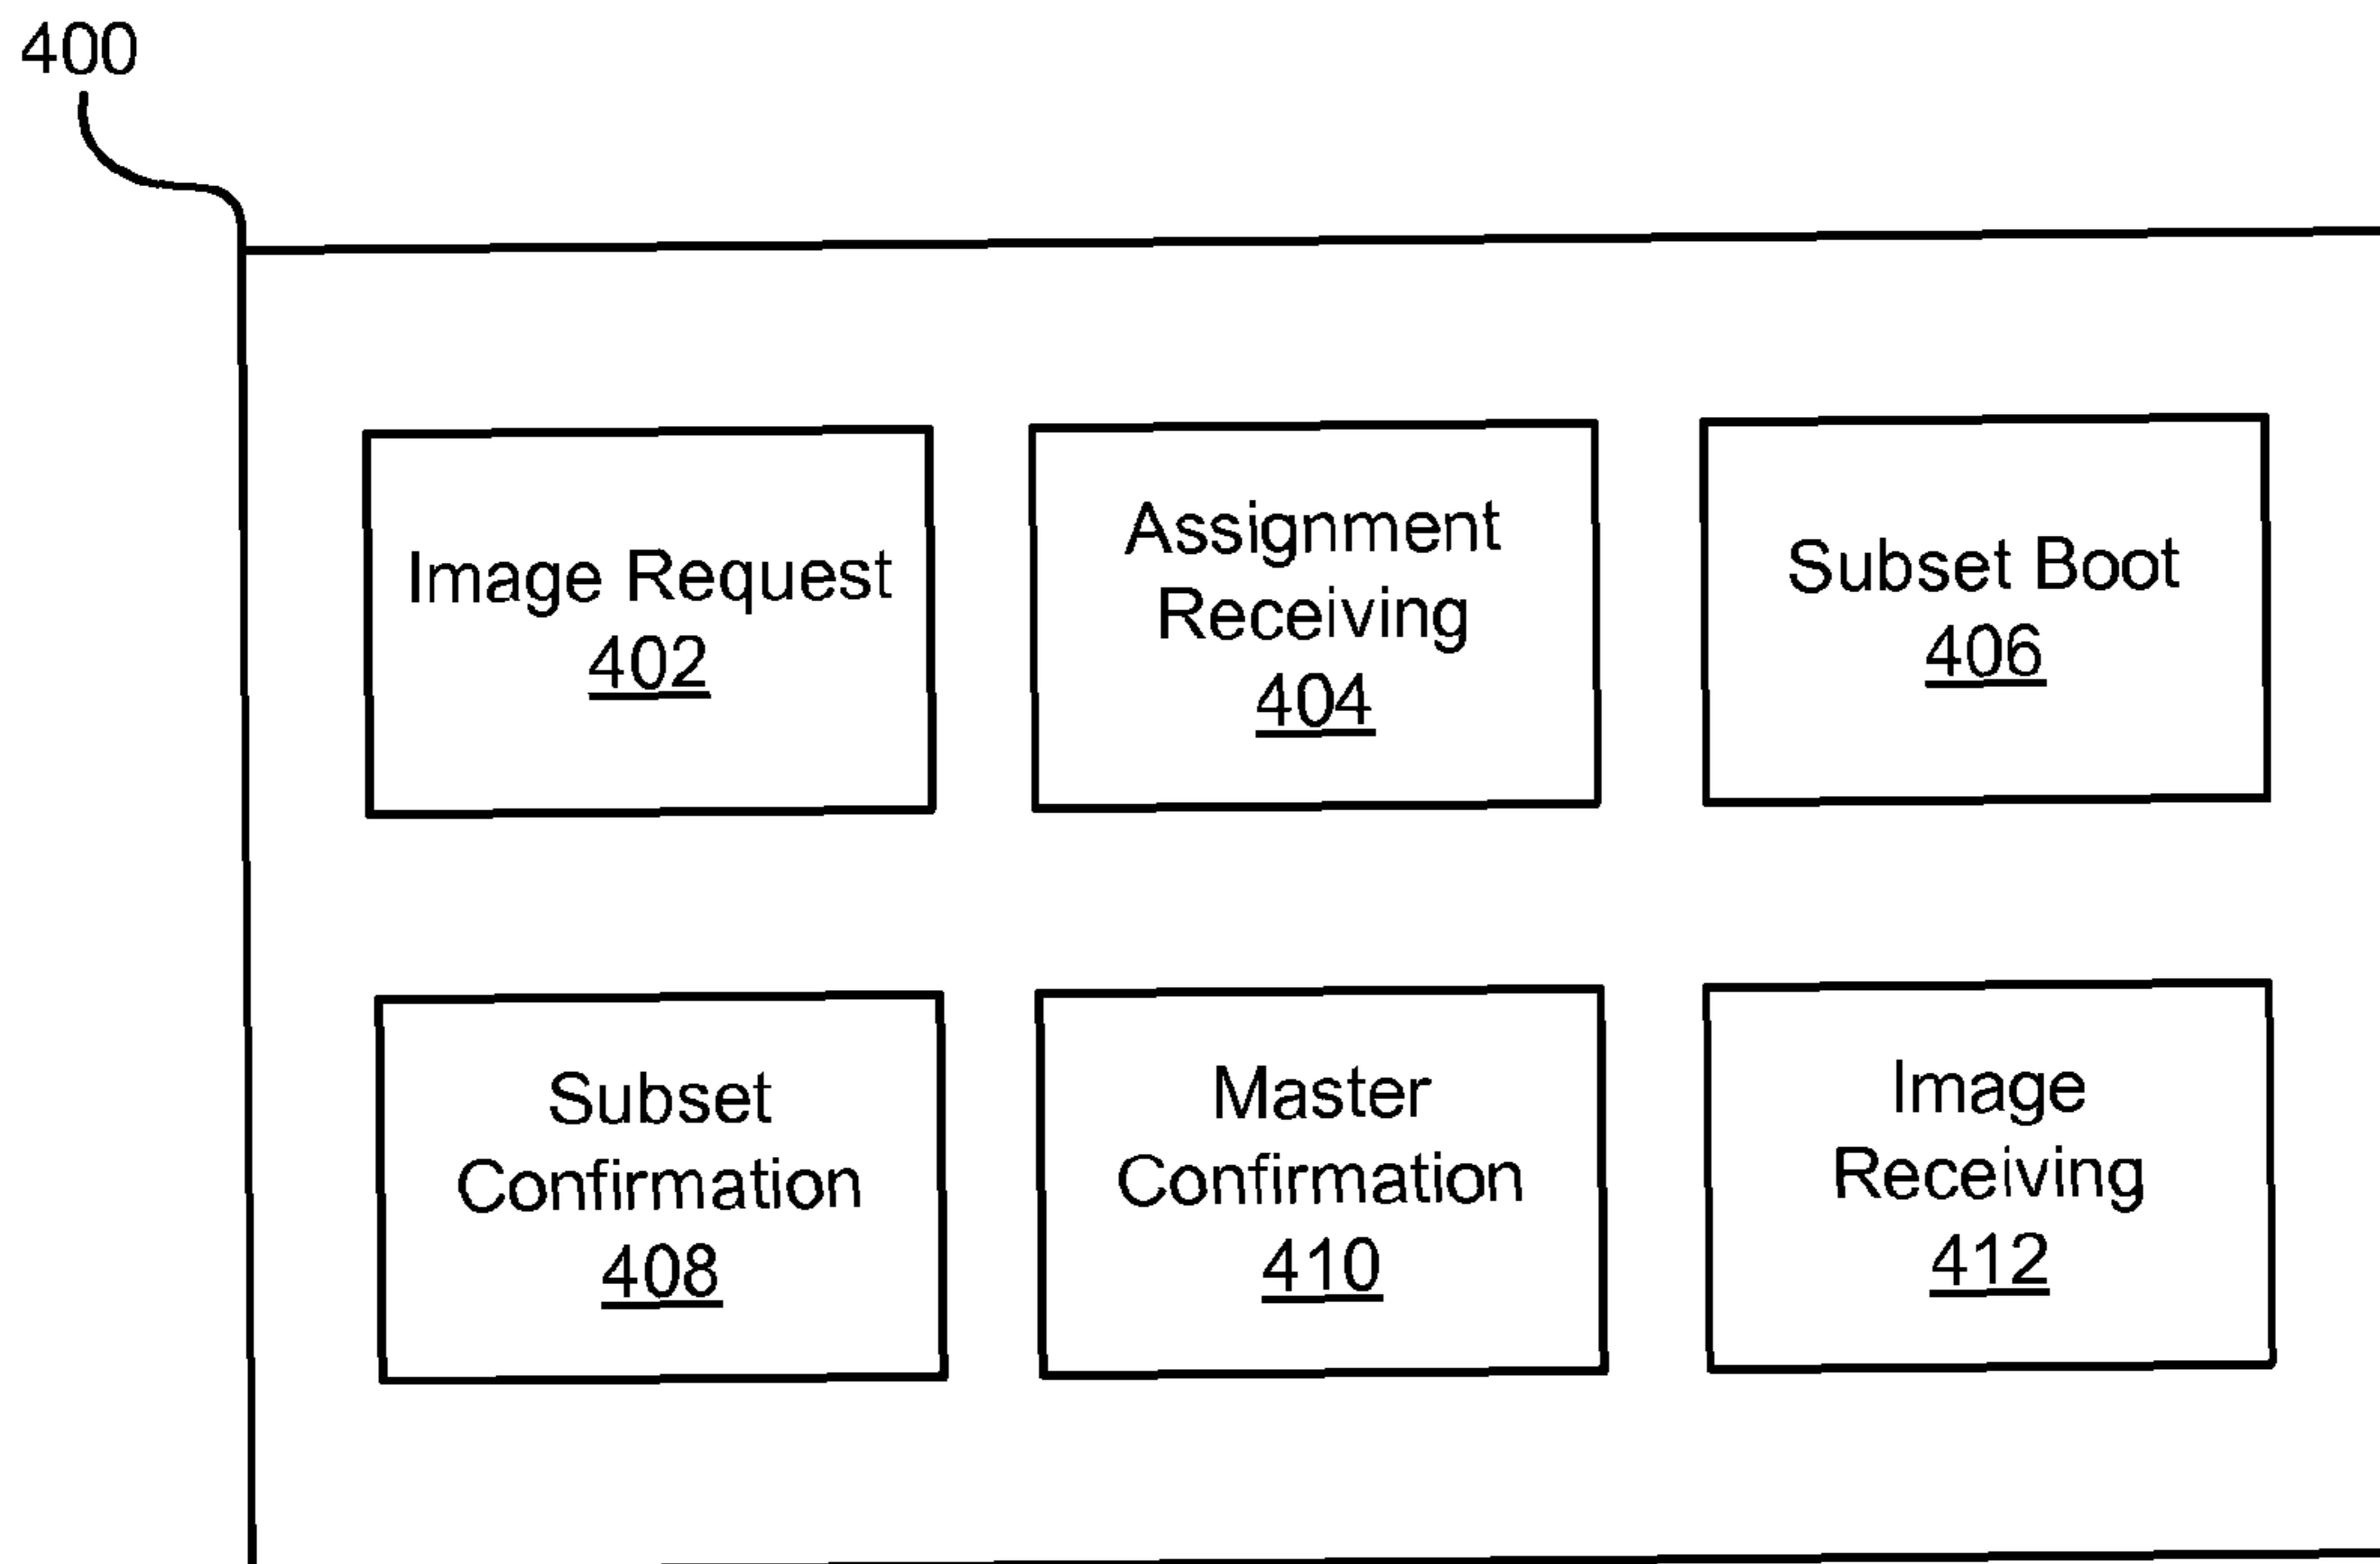 400
Image Request
402
Assignment
Receiving
404
Subset Boot
406
Subset
Confirmation
408
Master
Confirmation
410
Image
Receiving
412